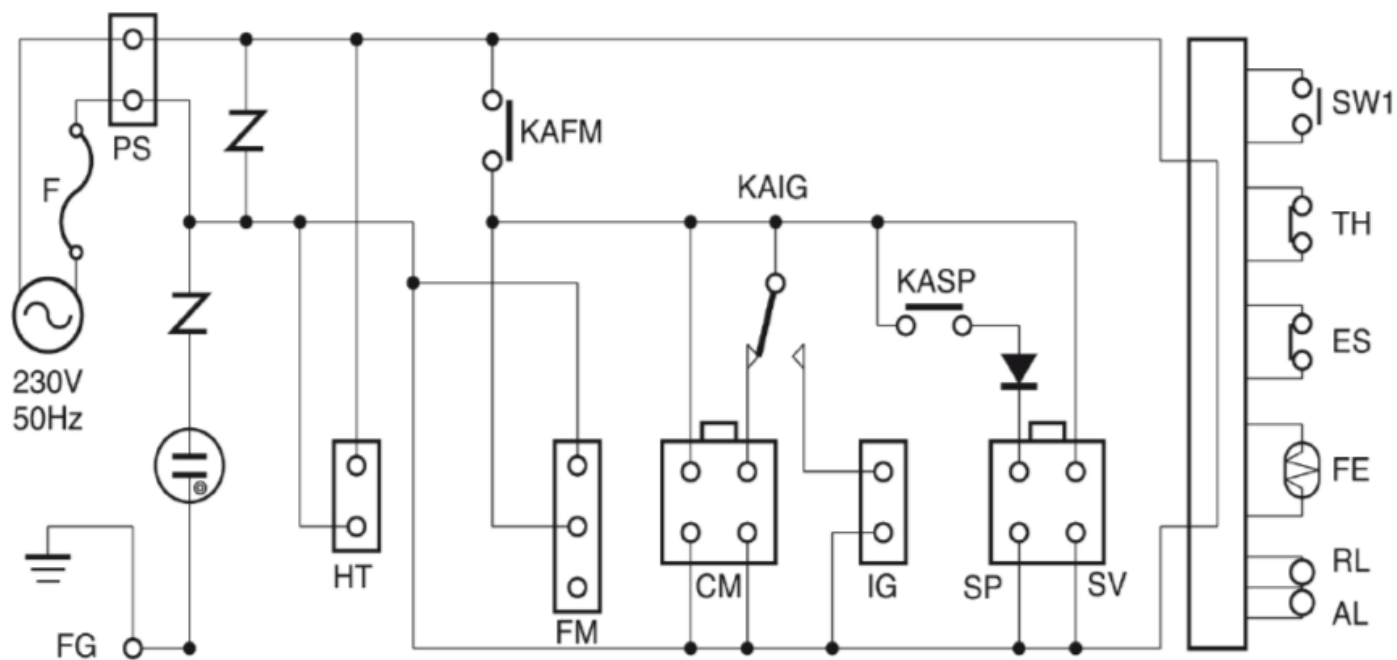 PS
SW1
KAFM
F
KAIG
TH
KASP
ES
230V
50Hz
FE
@
RL
HT
CM
IG
SP
SV
AL
FM
FG